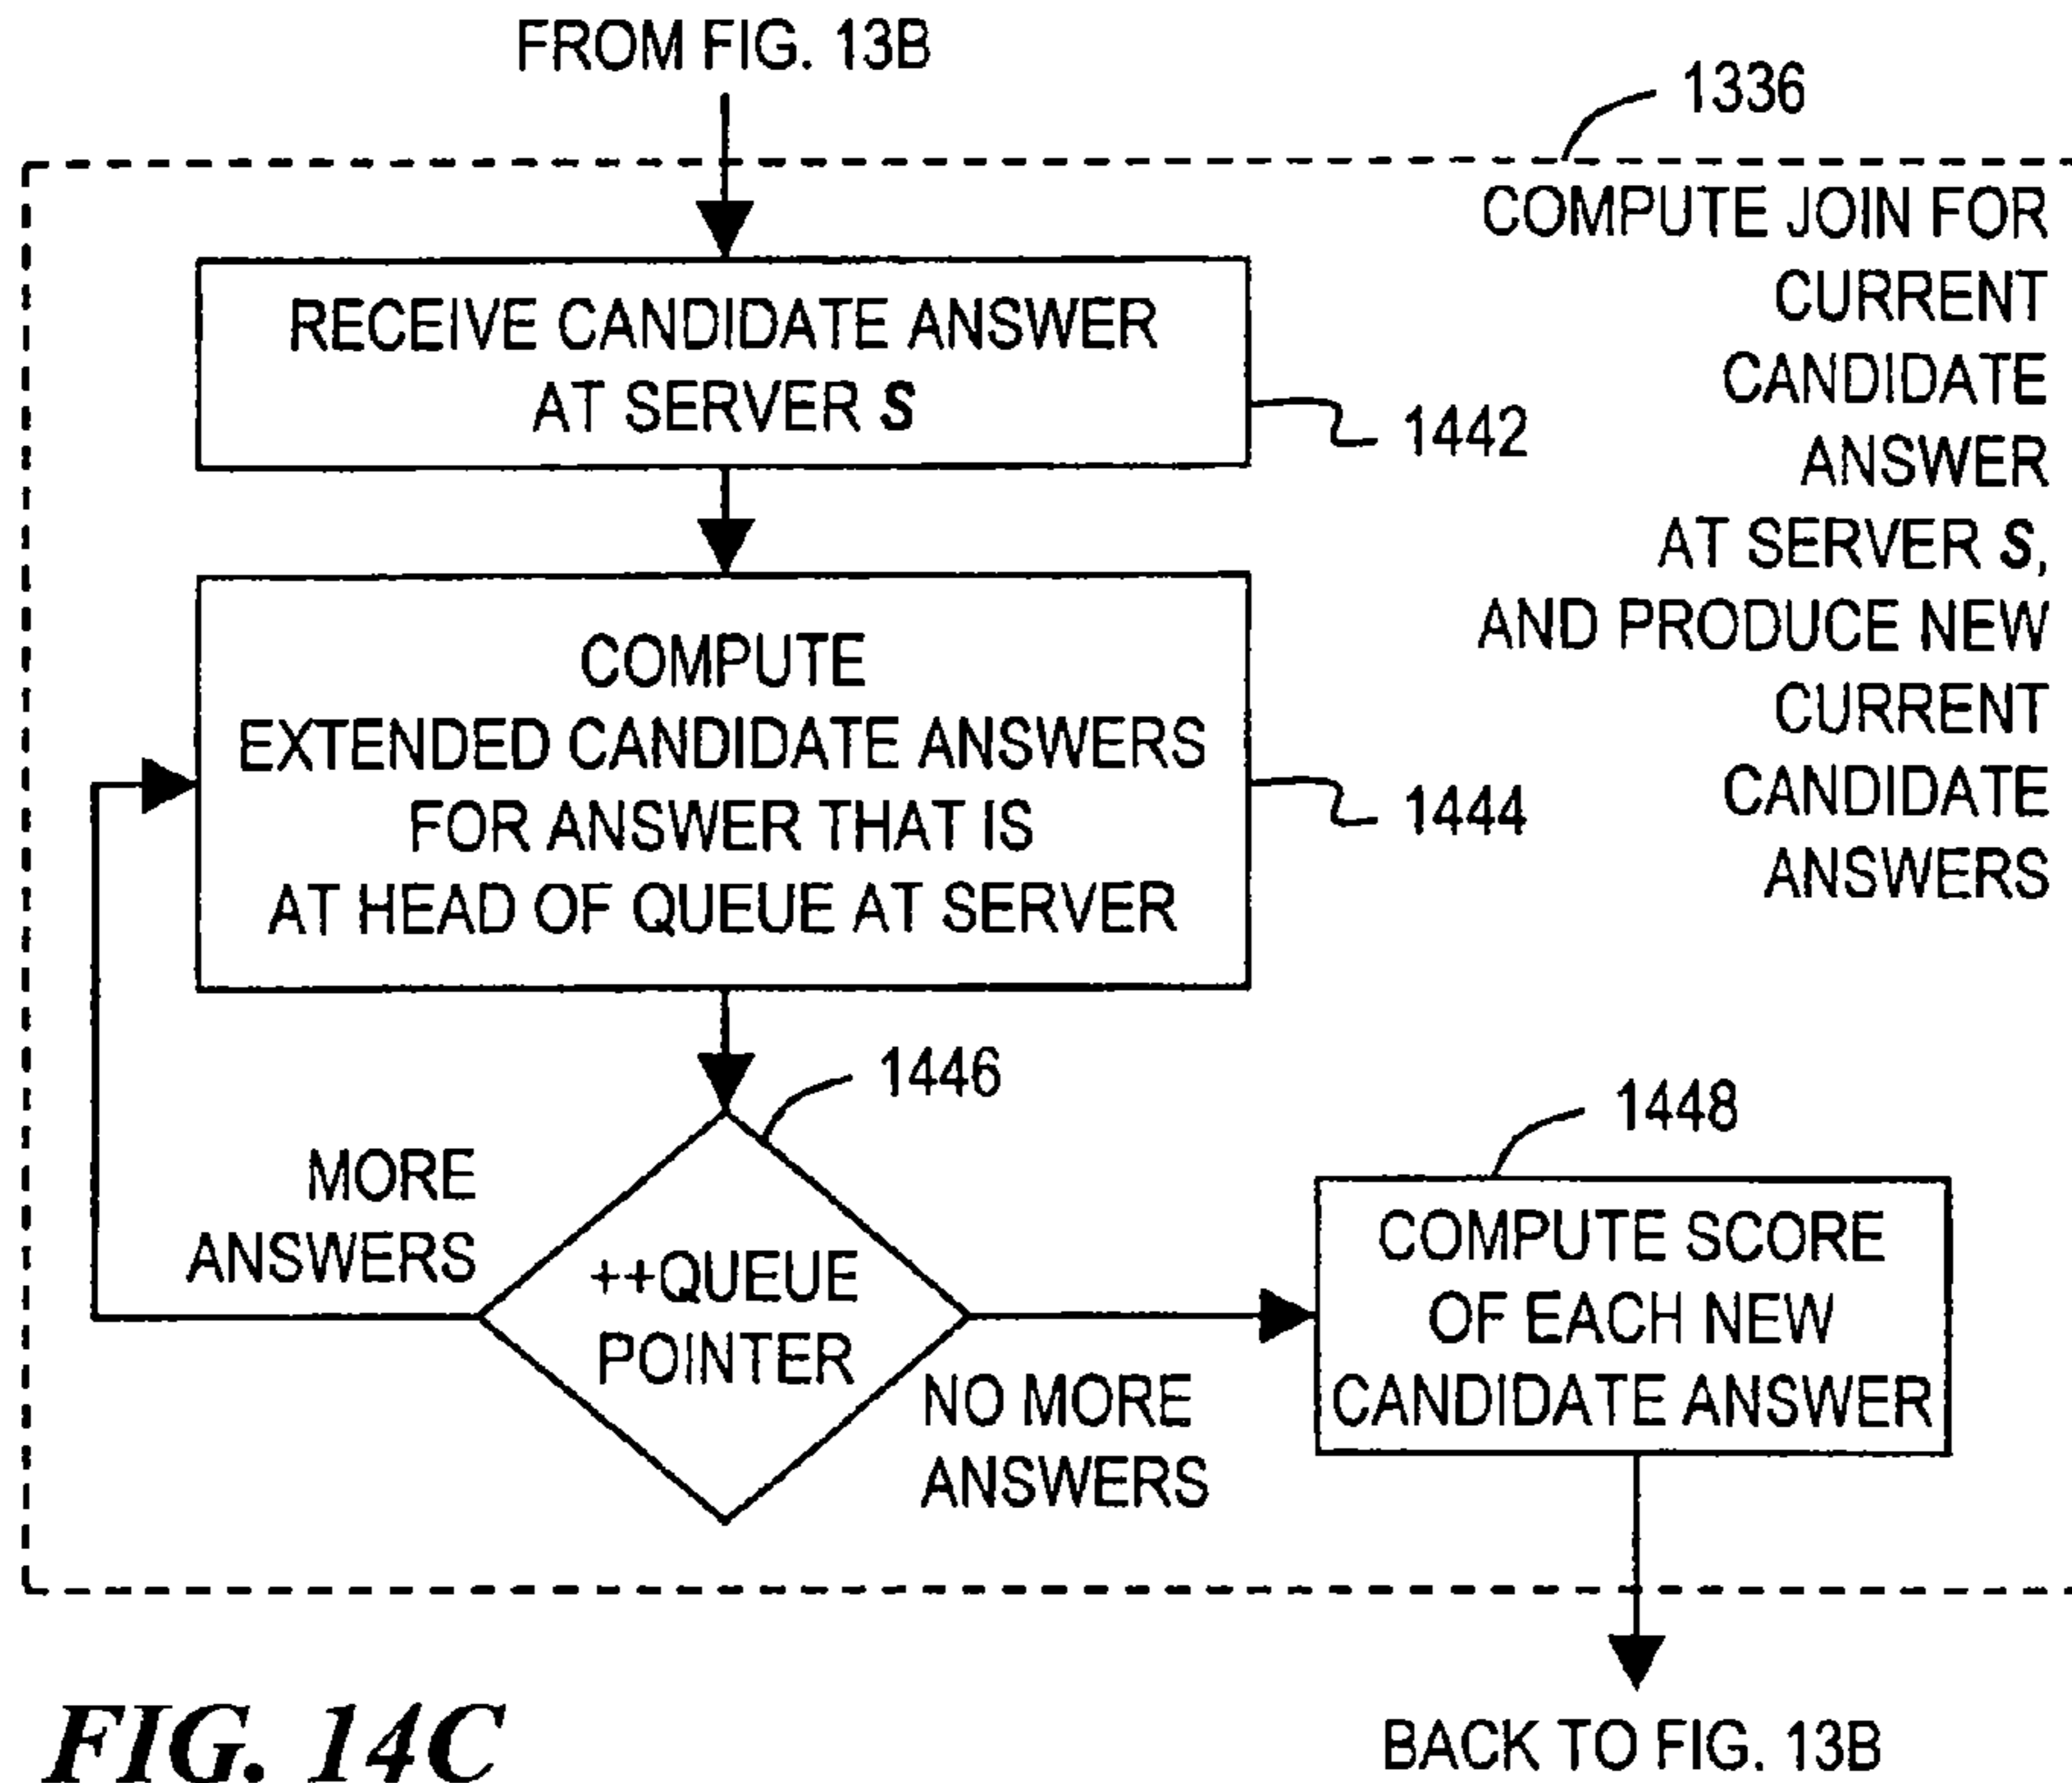 FROM FIG. 13B
1336
COMPUTE JOIN FOR
CURRENT
CANDIDATE
ANSWER
AT SERVER S,
AND PRODUCE NEW
CURRENT
CANDIDATE
ANSWERS
RECEIVE CANDIDATE ANSWER
AT SERVER S
1442
COMPUTE
EXTENDED CANDIDATE ANSWERS
FOR ANSWER THAT IS
AT HEAD OF QUEUE AT SERVER
1444
1446
++QUEUE
POINTER
MORE
ANSWERS
NO MORE
ANSWERS
1448
COMPUTE SCORE
OF EACH NEW
CANDIDATE ANSWER
BACK TO FIG. 13B
FIG. 14C